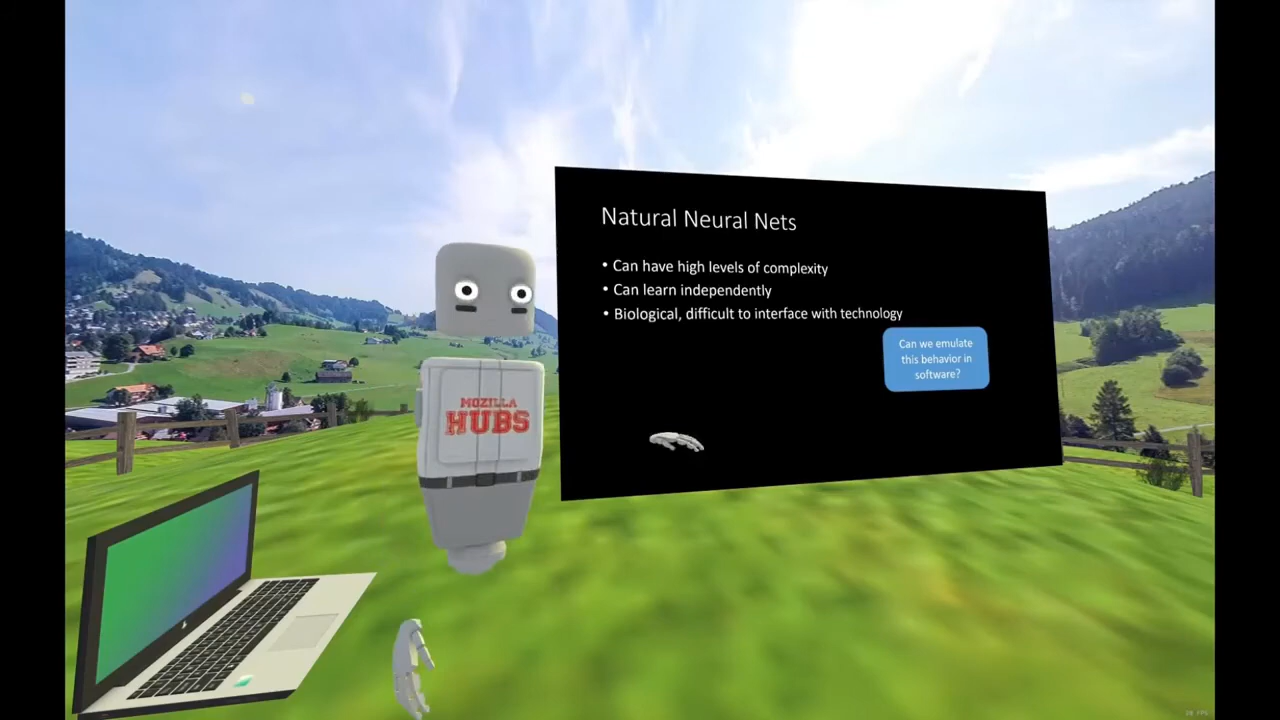 Natural Neural Nets
• Can have high levels of complexity
• Can learn independently
• Biological, difficult to interface with technology
Can we emulate
this behavior in
software?
MOZILLA
HUBS